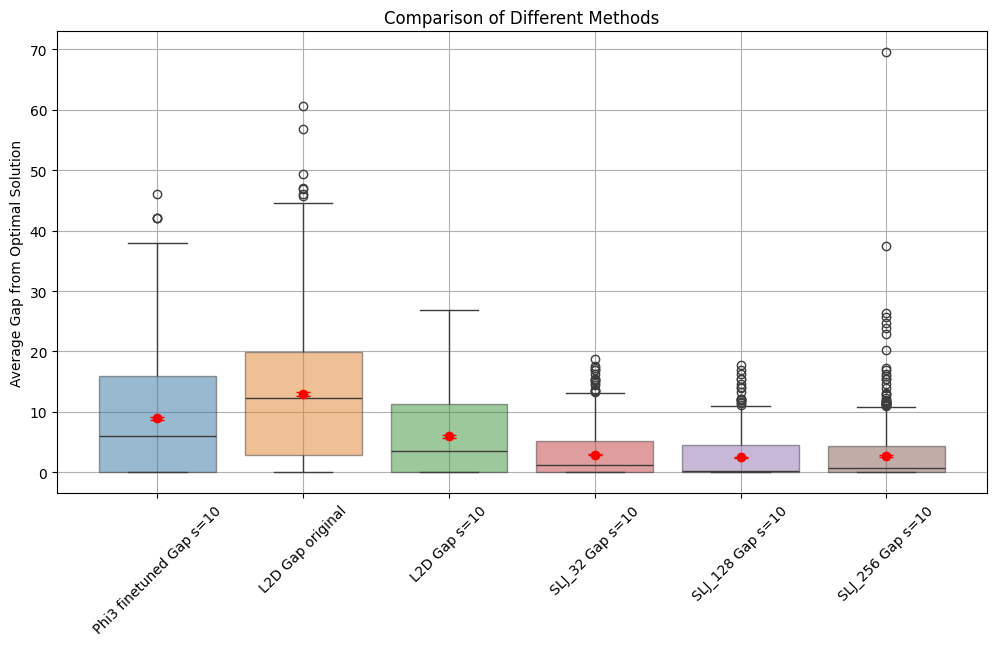 Comparison of Different Methods
Average Gap from Optimal Solution
70
60
50
40
30
20
10
0
Phi3 finetuned Gap s=10
L2D Gap original
L2D Gap s=10
SLJ_32 Gap s=10
SLJ_128 Gap s=10
SLJ_256 Gap s=10